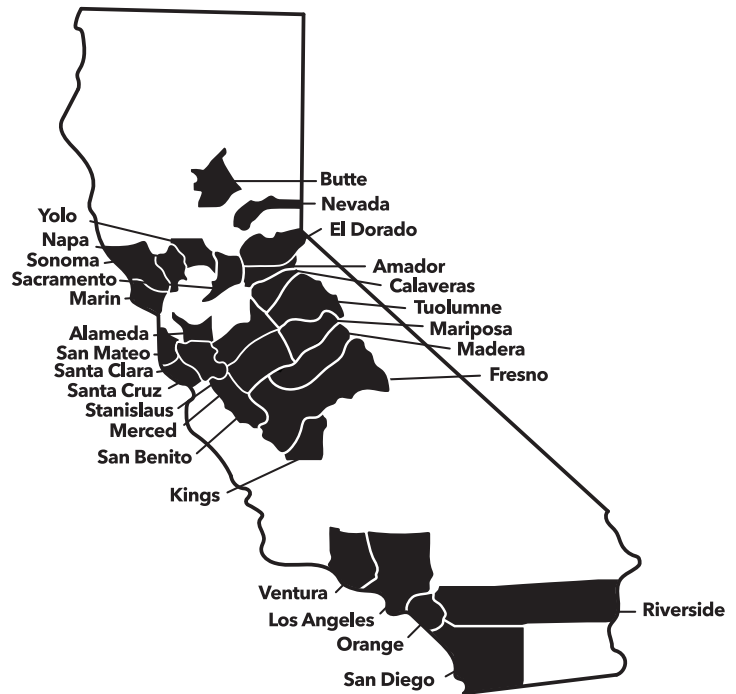 Butte
Nevada
Yolo
El Dorado
Napa
Sonoma
Amador
Sacramento
Calaveras
Marin
Tuolumne
Mariposa
Alameda
Madera
San Mateo
Santa Clara
Fresno
Santa Cruz
Stanislaus
Merced
San Benito
Kings
Ventura
Riverside
Los Angeles
Orange
San Diego